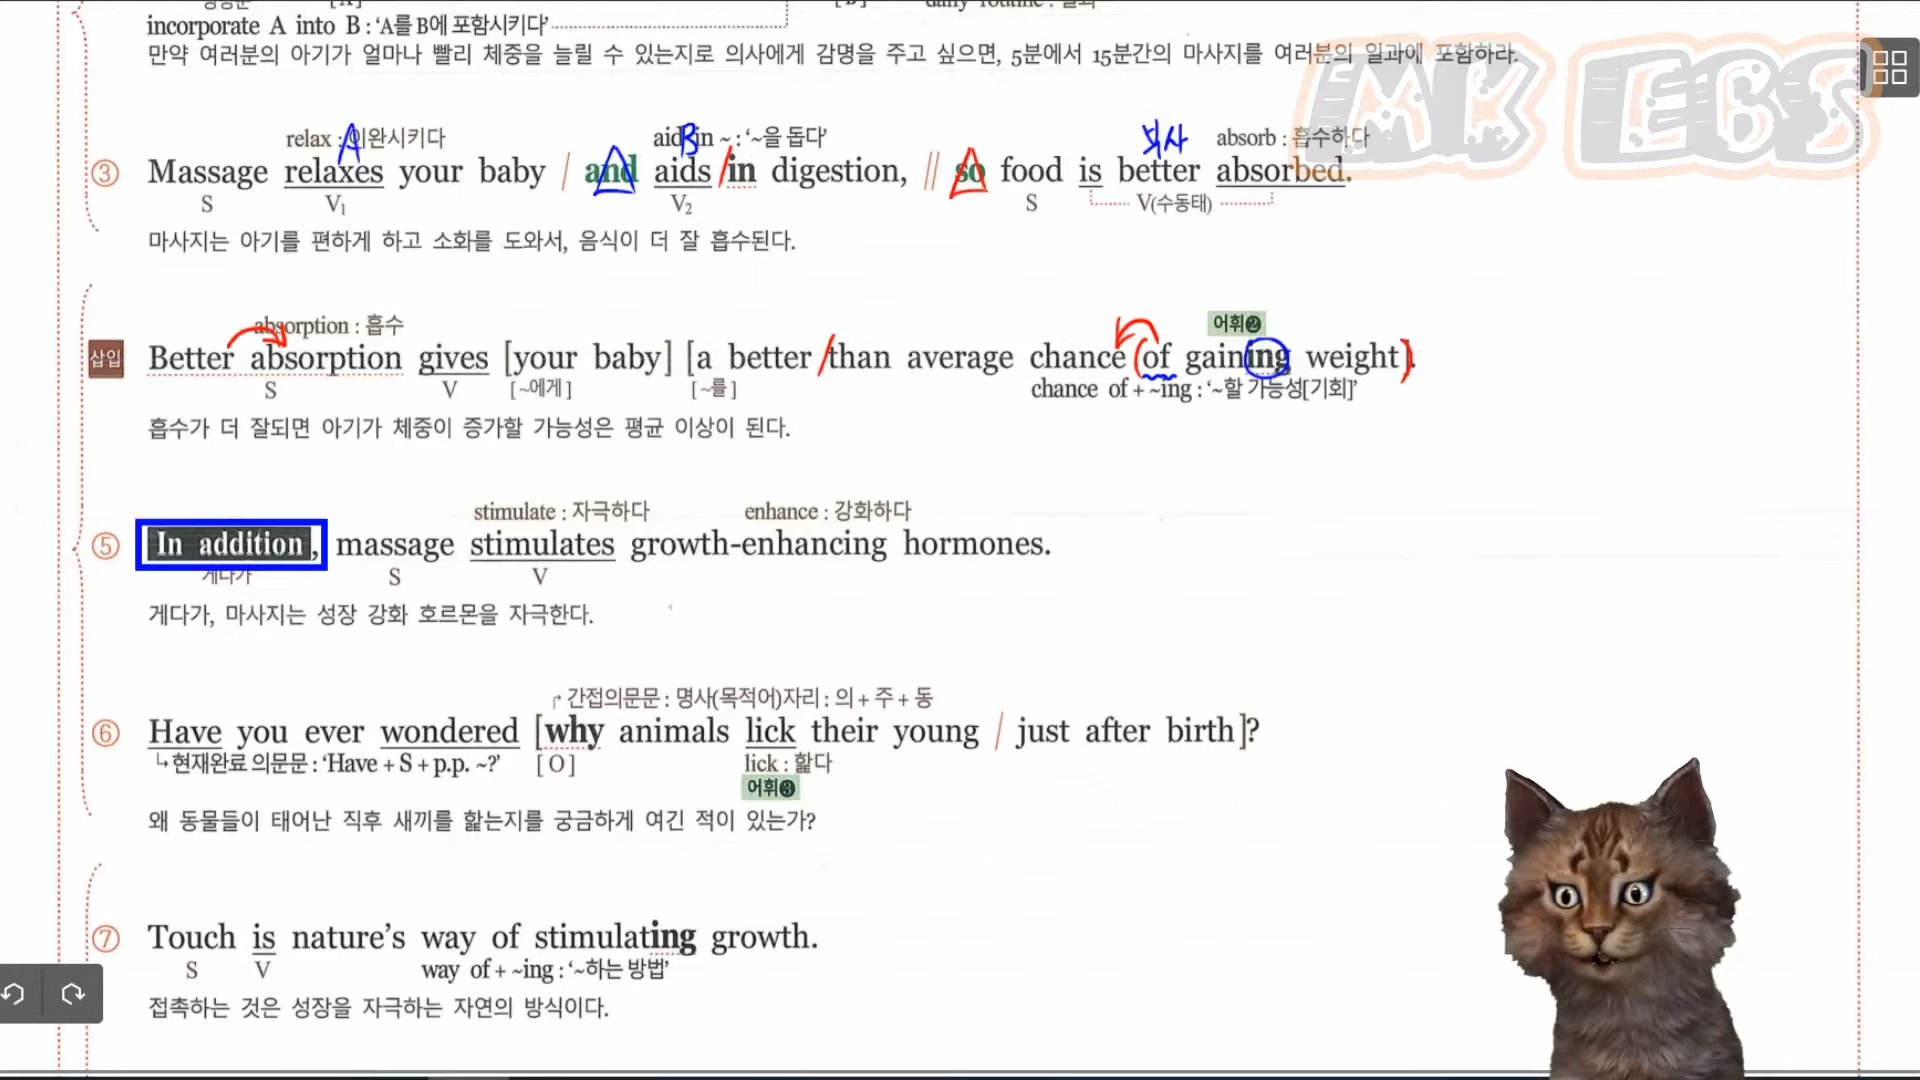 incorporate A into B : ‘A를 B에 포함시키다’
만약 여러분의 아기가 얼마나 빨리 체중을 늘릴 수 있는지로 의사에게 감명을 주고 싶으면, 5분에서 15분간의 마사지를 여러분의 일과에 포함하라.
MK EBS
relax : 이완시키다 A aid in ~ : ‘~을 돕다’ B 뵈사 absorb : 흡수하다
③ Massage relaxes your baby / and aids / in digestion, // so food is better absorbed.
S V₁ V₂ S V(수동태)
마사지는 아기를 편하게 하고 소화를 도와서, 음식이 더 잘 흡수된다.
absorption : 흡수 어휘❷
삽입 Better absorption gives [your baby] [a better / than average chance (of gaining weight).
S V [~에게] [~를] chance of + ~ing : ‘~할 가능성[기회]’
흡수가 더 잘되면 아기가 체중이 증가할 가능성은 평균 이상이 된다.
stimulate : 자극하다 enhance : 강화하다
⑤ In addition, massage stimulates growth-enhancing hormones.
게다가 S V
게다가, 마사지는 성장 강화 호르몬을 자극한다.
간접의문문 : 명사(목적어)자리 : 의 + 주 + 동
⑥ Have you ever wondered [why animals lick their young / just after birth]?
↳현재완료 의문문 : ‘Have + S + p.p. ~?’ [O] lick : 핥다
어휘❸
왜 동물들이 태어난 직후 새끼를 핥는지를 궁금하게 여긴 적이 있는가?
⑦ Touch is nature’s way of stimulating growth.
S V way of + ~ing : ‘~하는 방법’
접촉하는 것은 성장을 자극하는 자연의 방식이다.